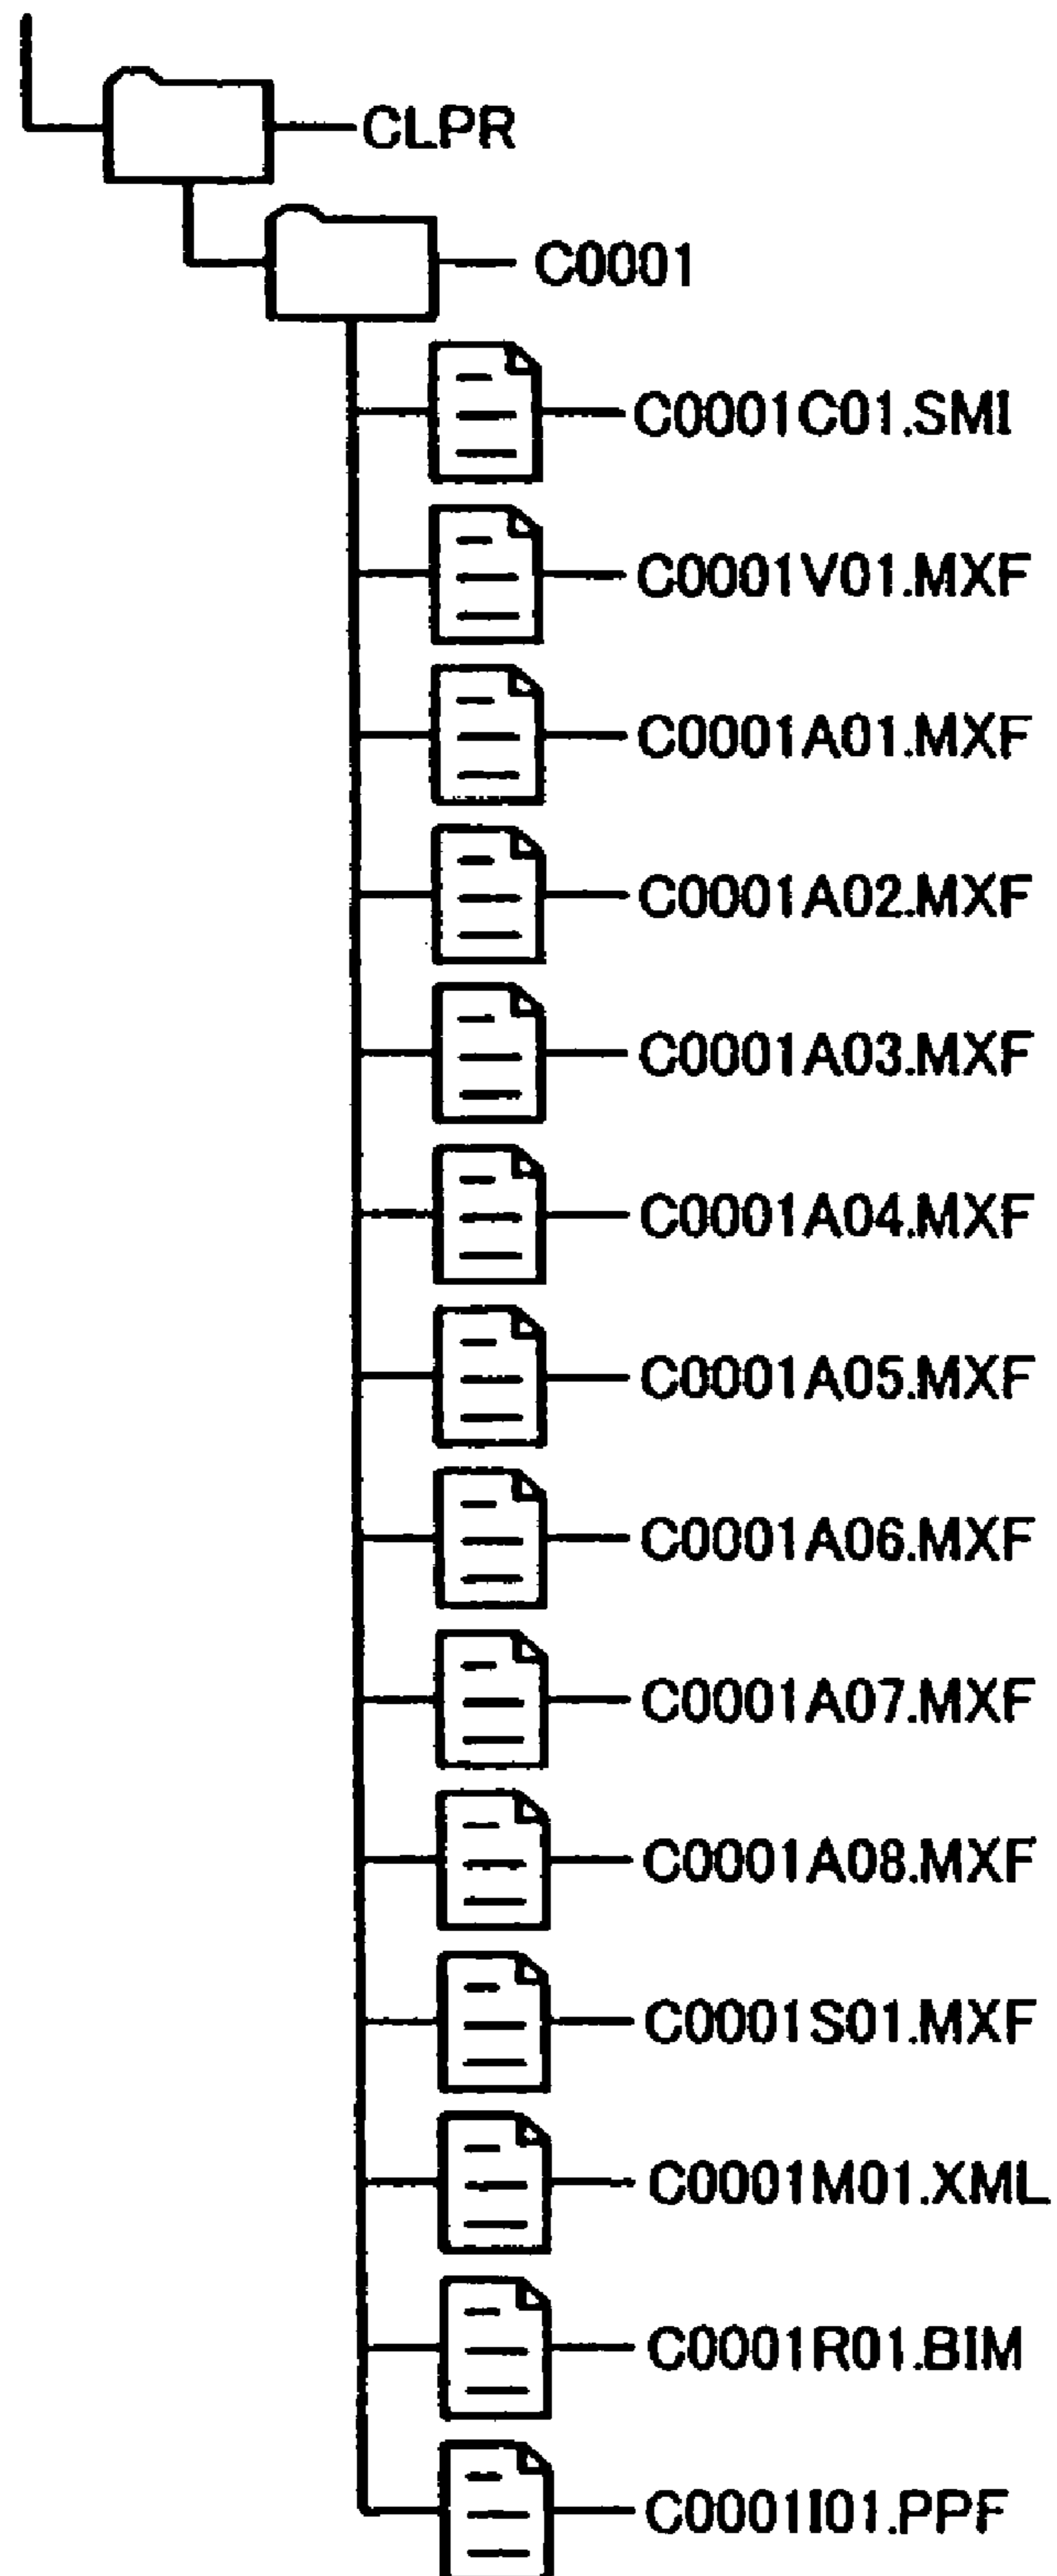 CLPR
C0001
C0001C01.SMI
C0001V01.MXF
C0001A01.MXF
C0001A02.MXF
C0001A03.MXF
C0001A04.MXF
C0001A05.MXF
C0001A06.MXF
C0001A07.MXF
C0001A08.MXF
C0001S01.MXF
C0001M01.XML
C0001R01.BIM
C0001I01.PPF